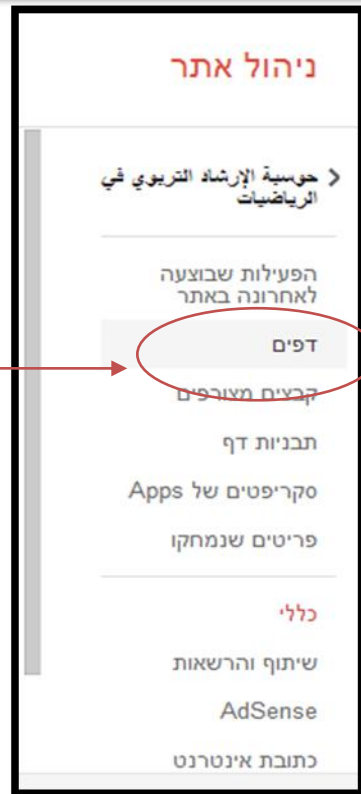 ניהול אתר
حوسبة الإرشاد التربوي في
الرياضيات
הפעילות שבוצעה
לאחרונה באתר
דפים
קבצים מצורפים
תבניות דף
סקריפטים של Apps
פריטים שנמחקו
כללי
שיתוף והרשאות
AdSense
כתובת אינטרנט